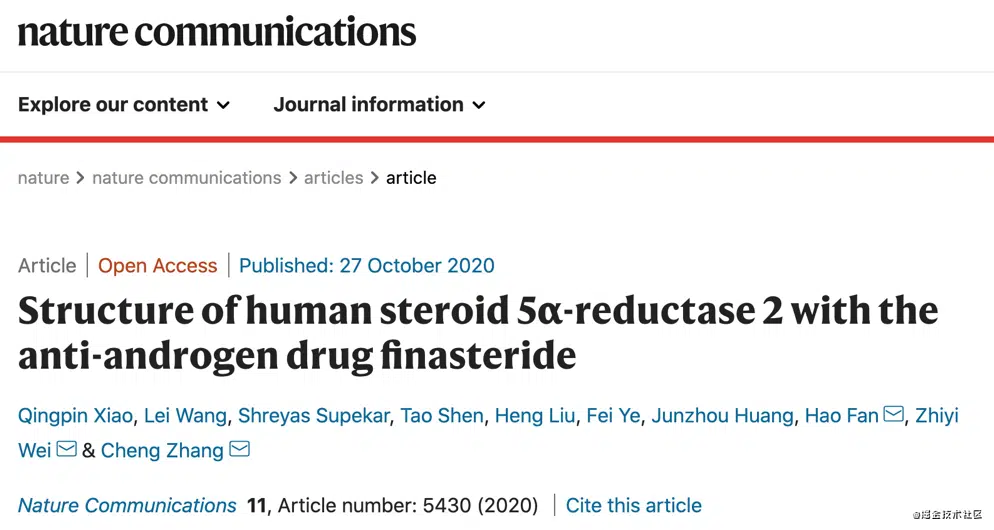 nature communications
Explore our content Journal information
nature > nature communications > articles > article
Article | Open Access | Published: 27 October 2020
Structure of human steroid 5α-reductase 2 with the
anti-androgen drug finasteride
Qingpin Xiao, Lei Wang, Shreyas Supekar, Tao Shen, Heng Liu, Fei Ye, Junzhou Huang, Hao Fan, Zhiyi
Wei & Cheng Zhang
Nature Communications 11, Article number: 5430 (2020) | Cite this article
@掘金技术社区